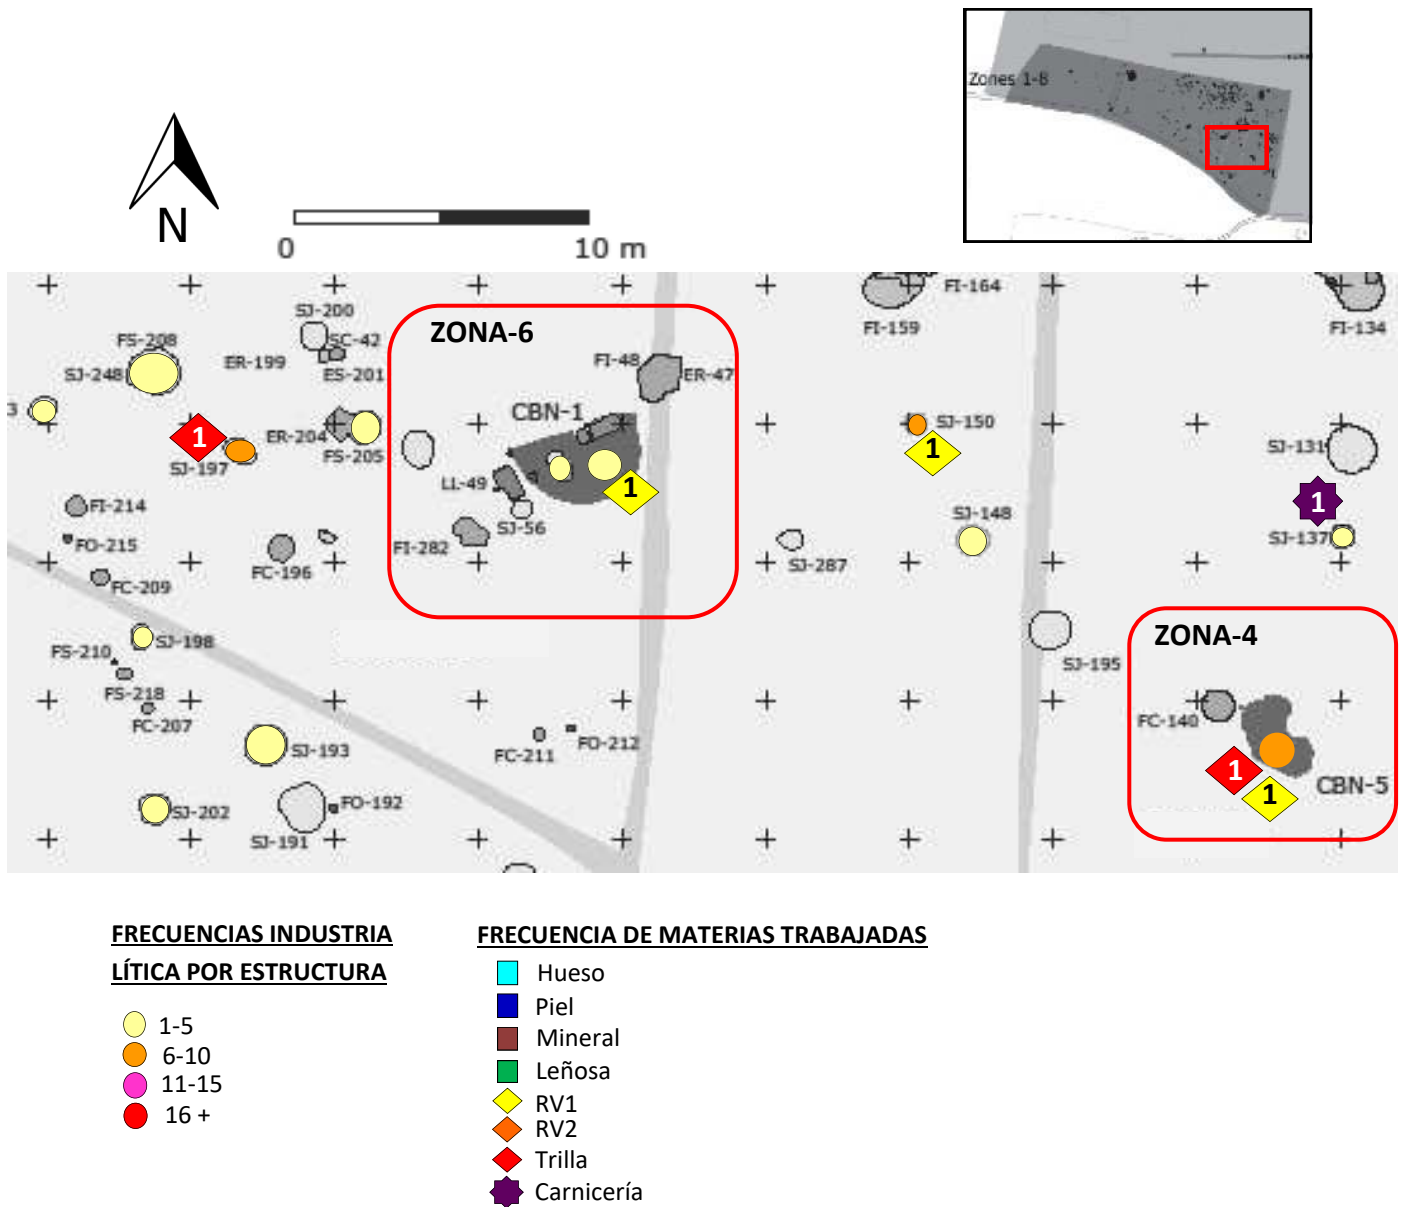 Zones 1-8
N
0 10 m
ZONA-6
SJ-200
SC-42
FS-208
ER-199
ES-201
SJ-248
3
1
ER-204
FS-205
SJ-197
FI-214
FO-215
FC-209
FC-196
FI-48
ER-47
CBN-1
LL-49
1
SJ-56
FI-282
FI-159
FI-164
FI-134
SJ-150
1
SJ-148
SJ-287
SJ-131
1
SJ-137
SJ-195
ZONA-4
FC-140
1
1
CBN-5
FS-210
SJ-198
FS-218
FC-207
SJ-193
SJ-202
SJ-191
FO-192
FC-211
FO-212
FRECUENCIAS INDUSTRIA
LÍTICA POR ESTRUCTURA
1-5
6-10
11-15
16 +
FRECUENCIA DE MATERIAS TRABAJADAS
Hueso
Piel
Mineral
Leñosa
RV1
RV2
Trilla
Carnicería